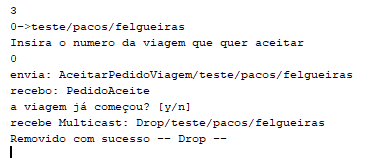 3
0->teste/pacos/felgueiras
Insira o numero da viagem que quer aceitar
0
envia: AceitarPedidoViagem/teste/pacos/felgueiras
recebo: PedidoAceite
a viagem já começou? [y/n]
recebe Multicast: Drop/teste/pacos/felgueiras
Removido com sucesso -- Drop --